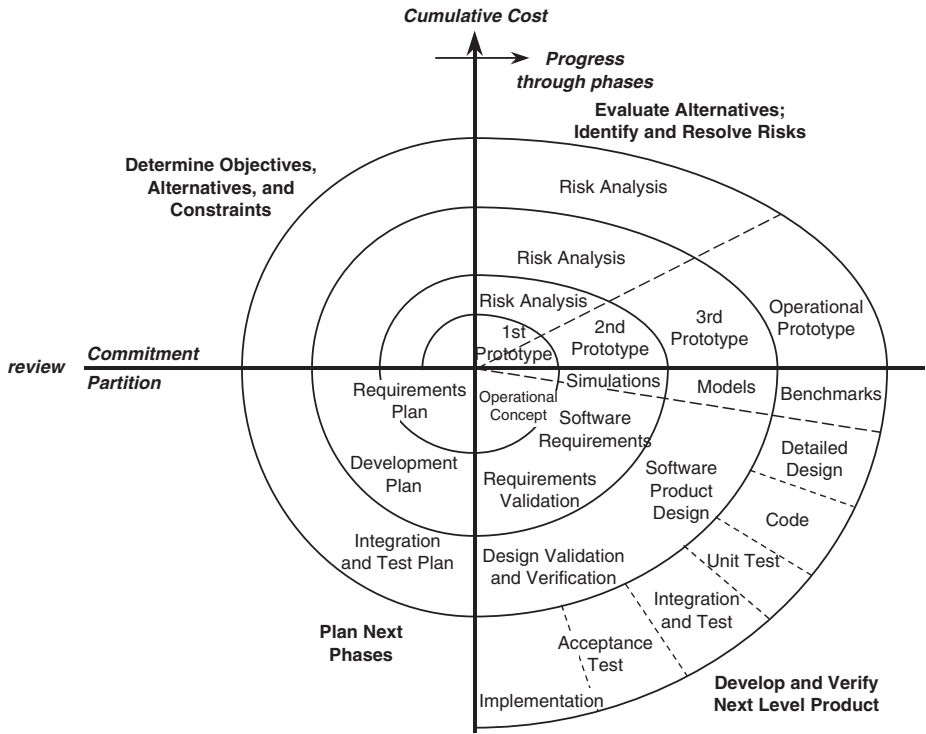 Cumulative Cost
Progress
through phases
Evaluate Alternatives;
Identify and Resolve Risks
Determine Objectives,
Alternatives, and
Constraints
Risk Analysis
Risk Analysis
Risk Analysis
Operational
Prototype
3rd
Prototype
2nd
Prototype
1st
Prototype
review
Commitment
Partition
Requirements
Plan
Operational
Concept
Simulations
Models
Benchmarks
Software
Requirements
Detailed
Design
Development
Plan
Requirements
Validation
Software
Product
Design
Code
Integration
and Test Plan
Design Validation
and Verification
Unit Test
Integration
and Test
Acceptance
Test
Implementation
Plan Next
Phases
Develop and Verify
Next Level Product